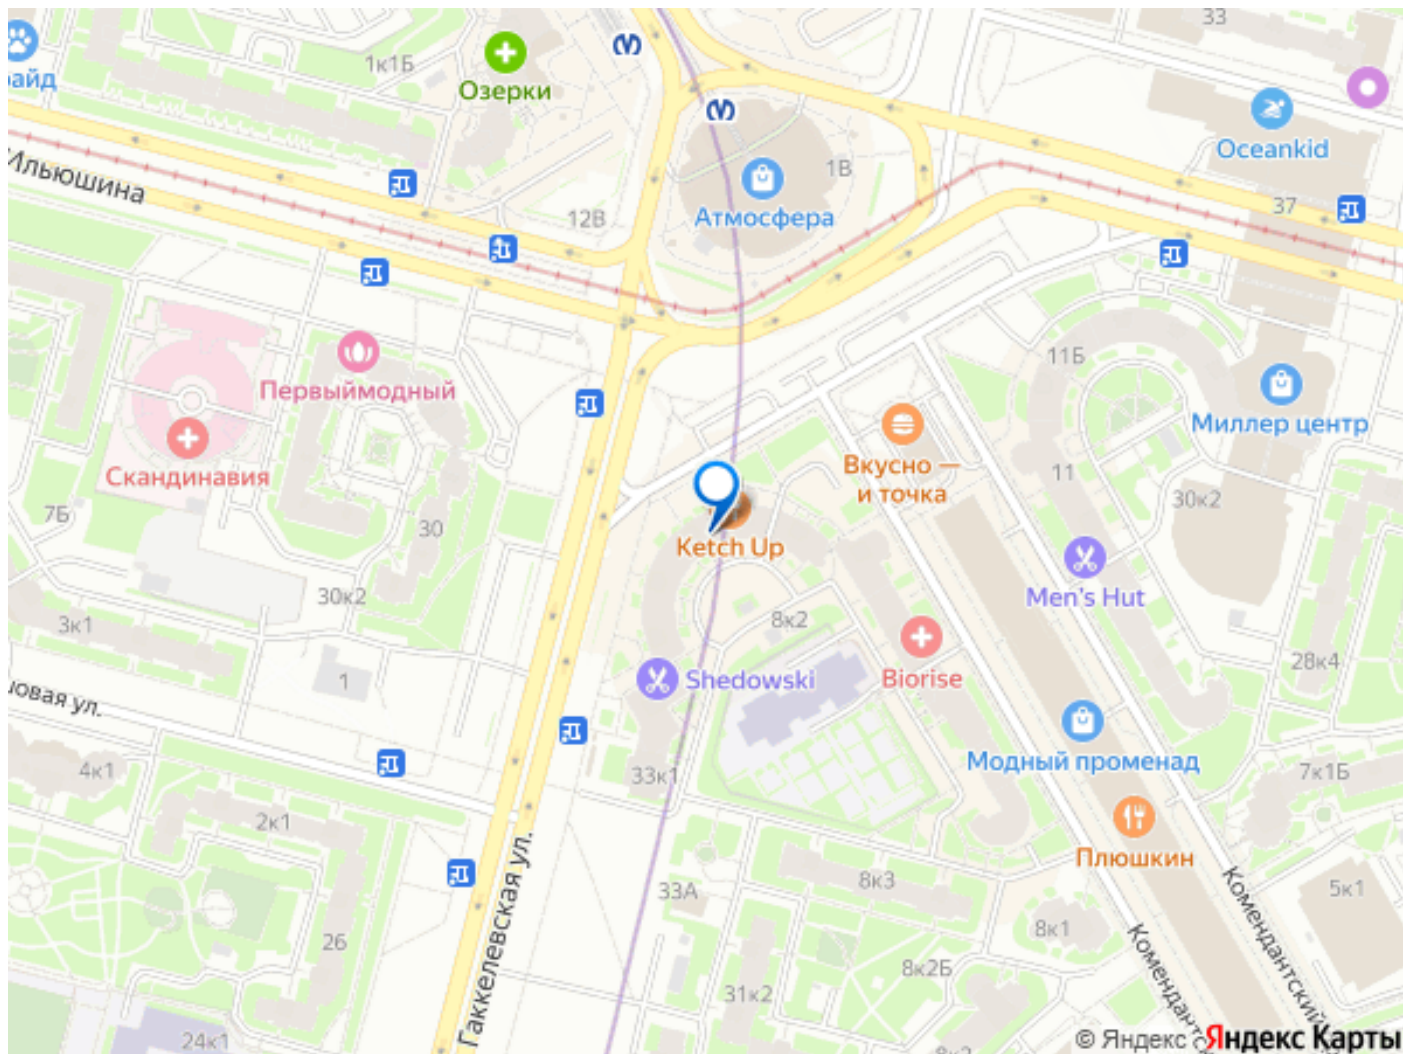 33
1к1Б
Озерки
айд
Oceankid
Ильюшина
1В
Атмосфера
12В
37
11Б
Первыймодный
Миллер центр
Вкусно —
и точка
Скандинавия
11
30к2
7Б
30
Ketch Up
Men's Hut
30к2
3к1
8к2
28к4
1
Shedowski
Biorise
овая ул.
33к1
Модный променад
4к1
7к1Б
2к1
Плюшкин
Гаккелевская ул.
33А
8к3
5к1
Комендантский
26
8к1
Комендантс
8к2Б
31к2
24к1
© Яндекс
Яндекс Карты